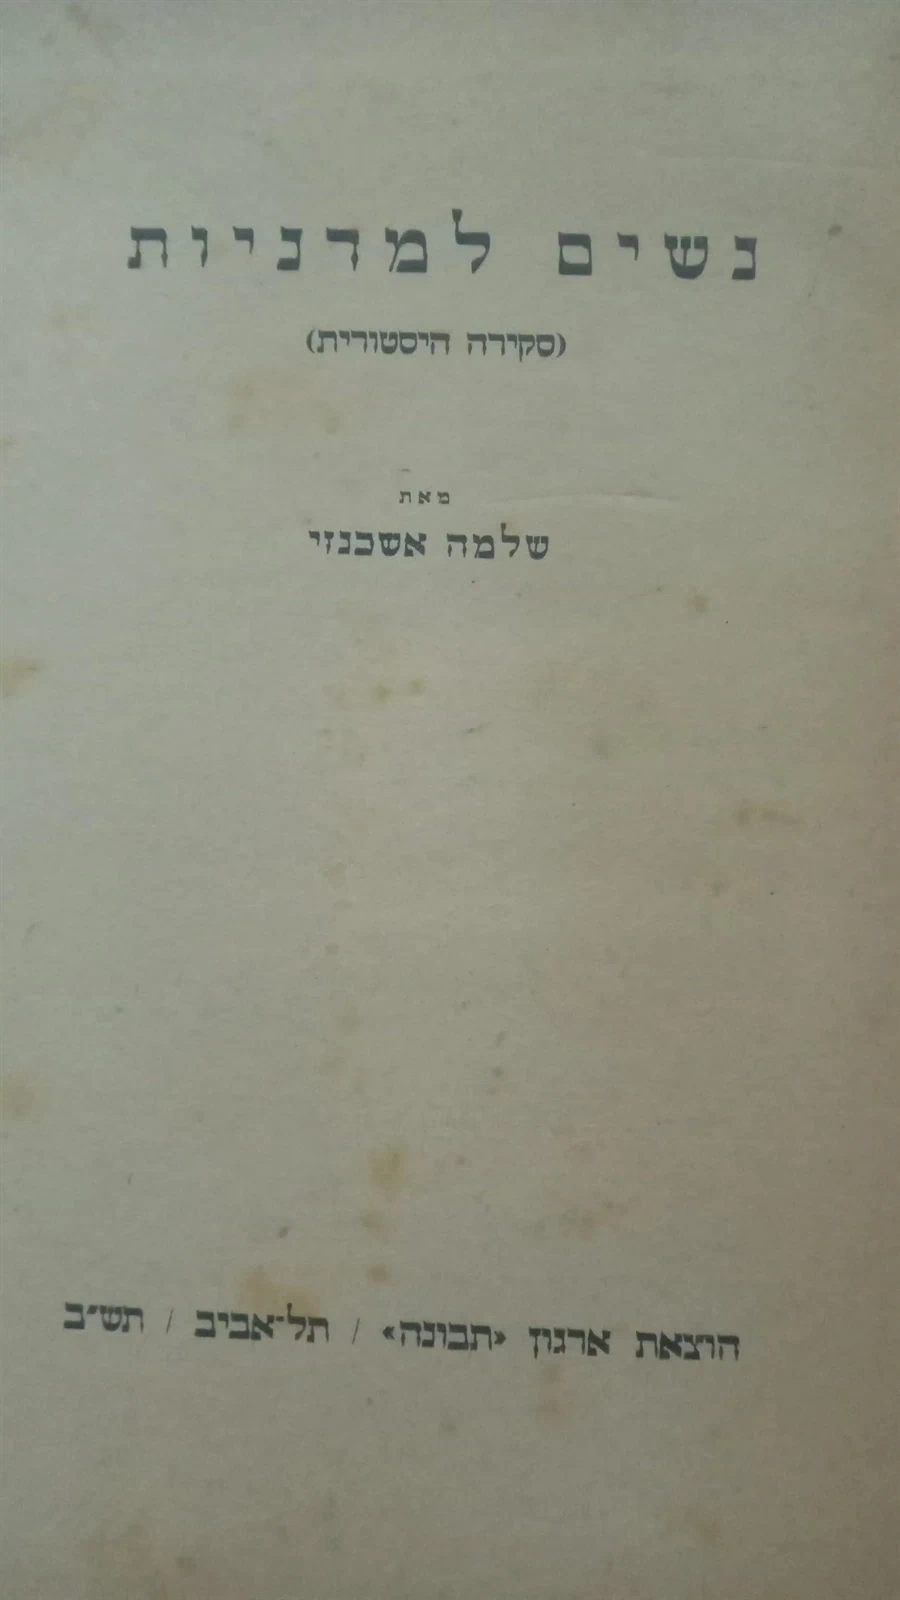 נשים למדניות
(סקירה היסטורית)
מאת
שלמה אשכנזי
הוצאת ארגון «תבונה» / תל־אביב / תש״ב